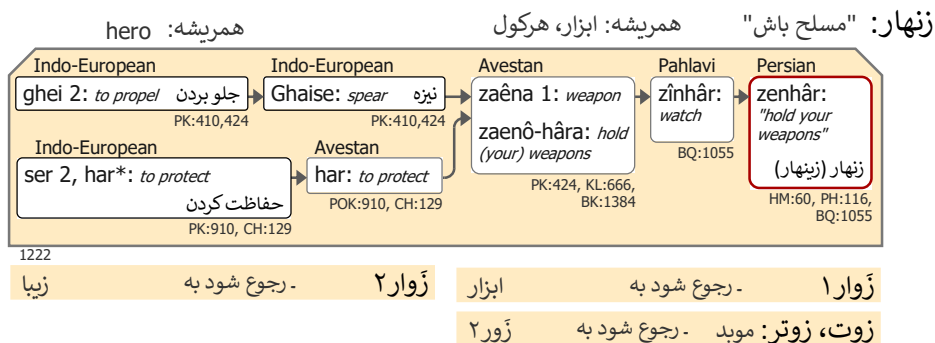 زنهار: "مسلح باش" همریشه: ابزار، هرکول همریشه: hero
Indo-European Indo-European Avestan Pahlavi Persian
ghei 2: to propel جلو بردن
PK:410,424
Ghaise: spear نیزه
PK:410,424
Indo-European
ser 2, har*: to protect
حفاظت کردن
PK:910, CH:129
Avestan
har: to protect
POK:910, CH:129
zaêna 1: weapon
zaenô-hâra: hold
(your) weapons
PK:424, KL:666,
BK:1384
zînhâr:
watch
BQ:1055
zenhâr:
"hold your
weapons"
زنهار (زینهار)
HM:60, PH:116,
BQ:1055
1222
زَوار۱ ـ رجوع شود به ابزار
زَوار۲ ـ رجوع شود به زیبا
زوت، زوتر: موبد ـ رجوع شود به زَور۲